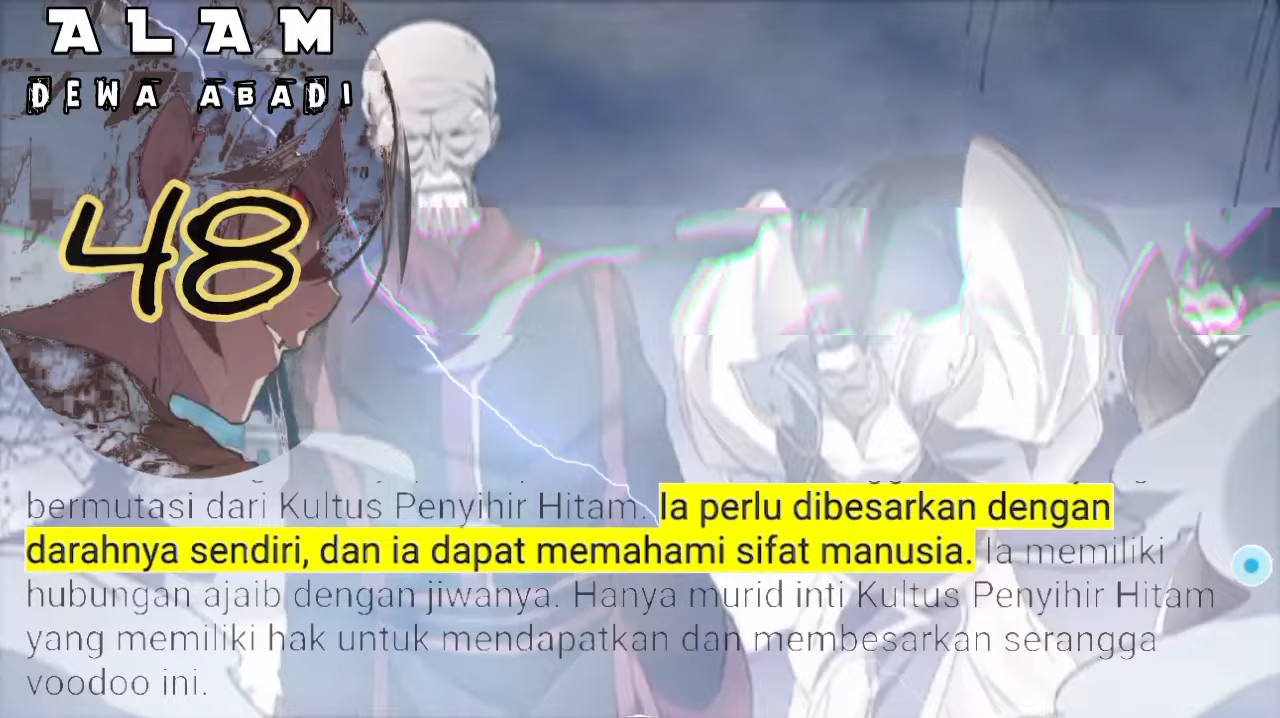 ALAM
DEWA ABADI
48
bermutasi dari Kultus Penyihir Hitam. Ia perlu dibesarkan dengan
darahnya sendiri, dan ia dapat memahami sifat manusia. Ia memiliki
hubungan ajaib dengan jiwanya. Hanya murid inti Kultus Penyihir Hitam
yang memiliki hak untuk mendapatkan dan membesarkan serangga
voodoo ini.